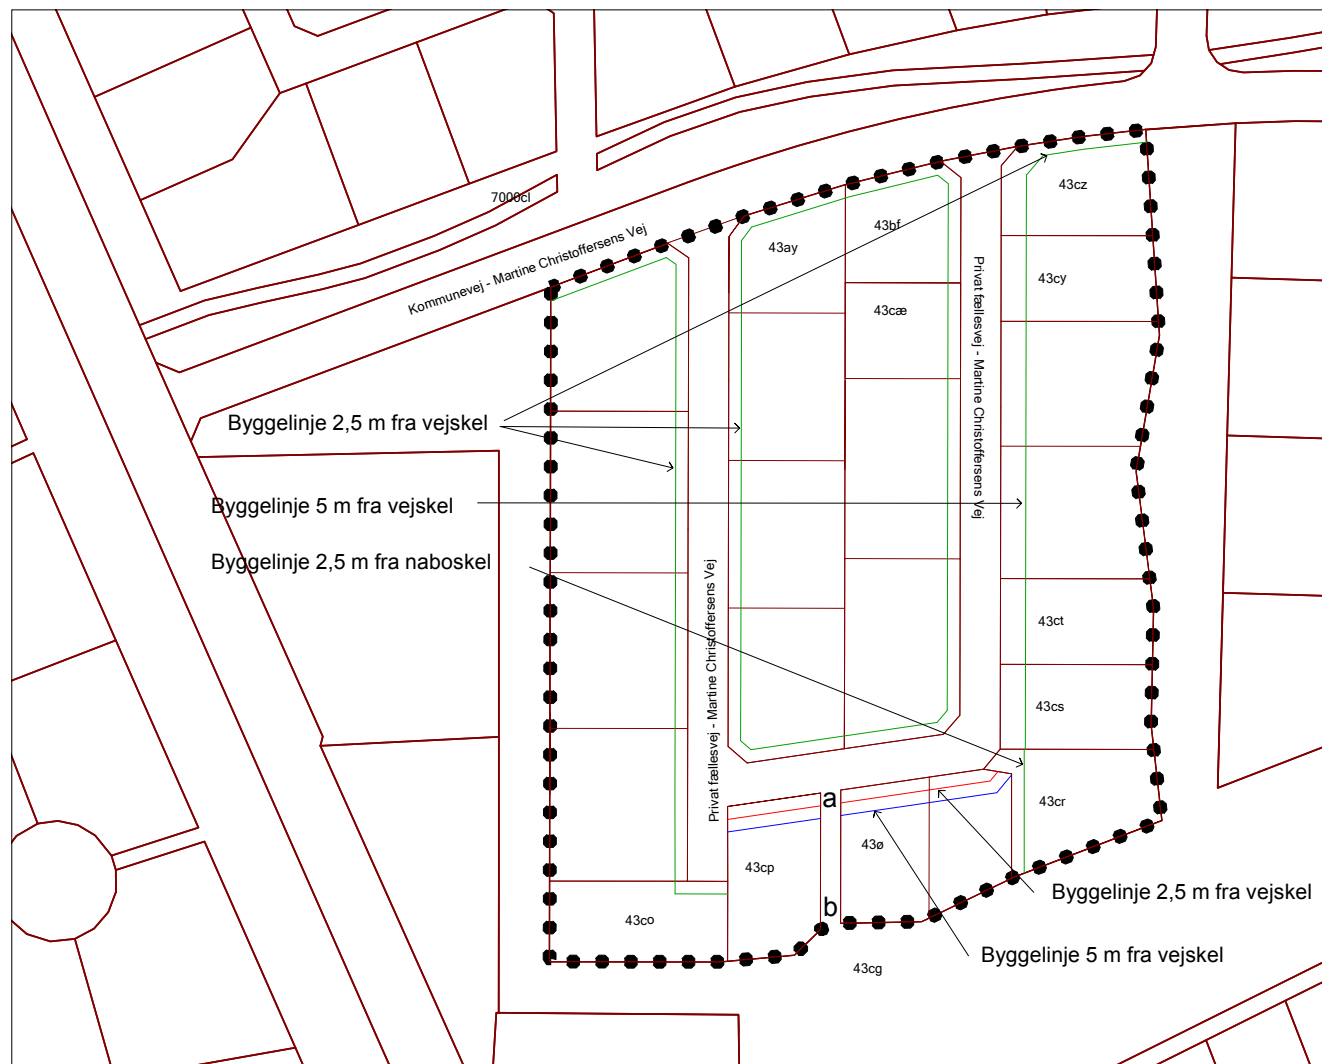 7000cl
Kommunevej - Martine Christoffersens Vej
43cz
43bf
43ay
43cy
43cæ
Privat fællesvej - Martine Christoffersens Vej
Byggelinje 2,5 m fra vejskel
Byggelinje 5 m fra vejskel
Byggelinje 2,5 m fra naboskel
Privat fællesvej - Martine Christoffersens Vej
43ct
43cs
a
43cr
43ø
43cp
Byggelinje 2,5 m fra vejskel
b
43co
Byggelinje 5 m fra vejskel
43cg